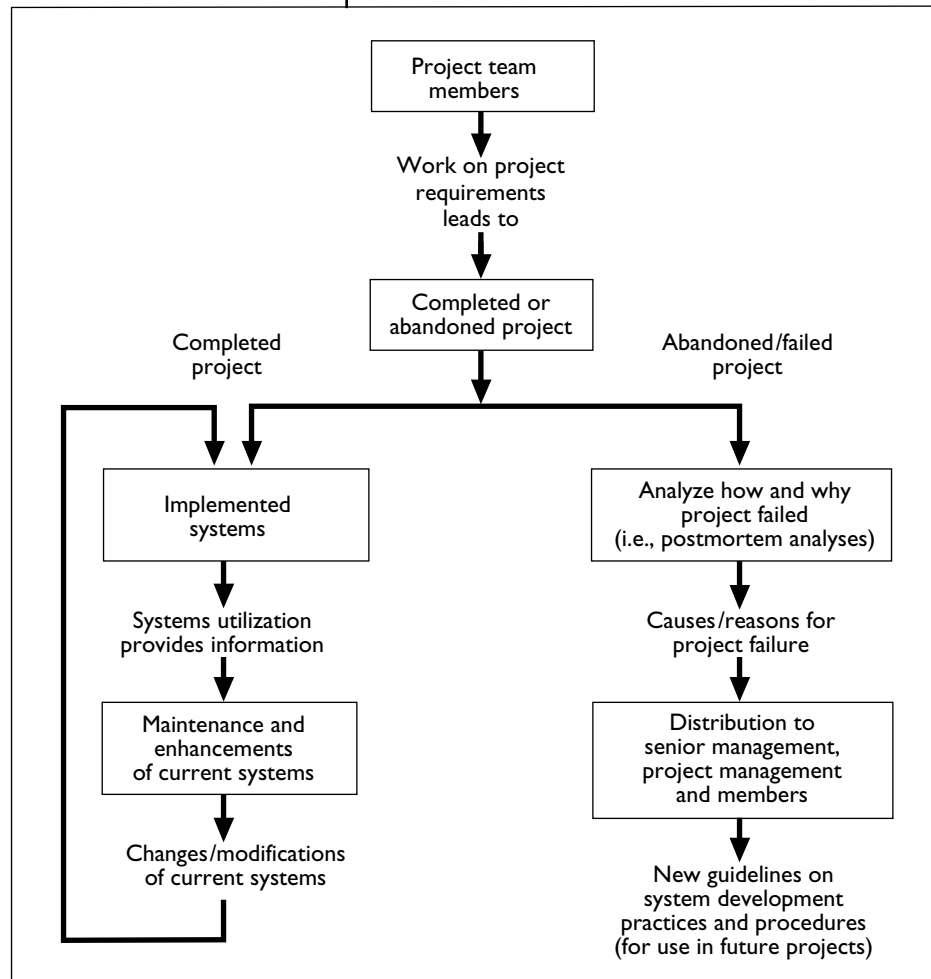 Project team
members
Work on project
requirements
leads to
Completed or
abandoned project
Completed
project
Abandoned/failed
project
Implemented
systems
Systems utilization
provides information
Maintenance and
enhancements
of current systems
Changes/modifications
of current systems
Analyze how and why
project failed
(i.e., postmortem analyses)
Causes/reasons for
project failure
Distribution to
senior management,
project management
and members
New guidelines on
system development
practices and procedures
(for use in future projects)